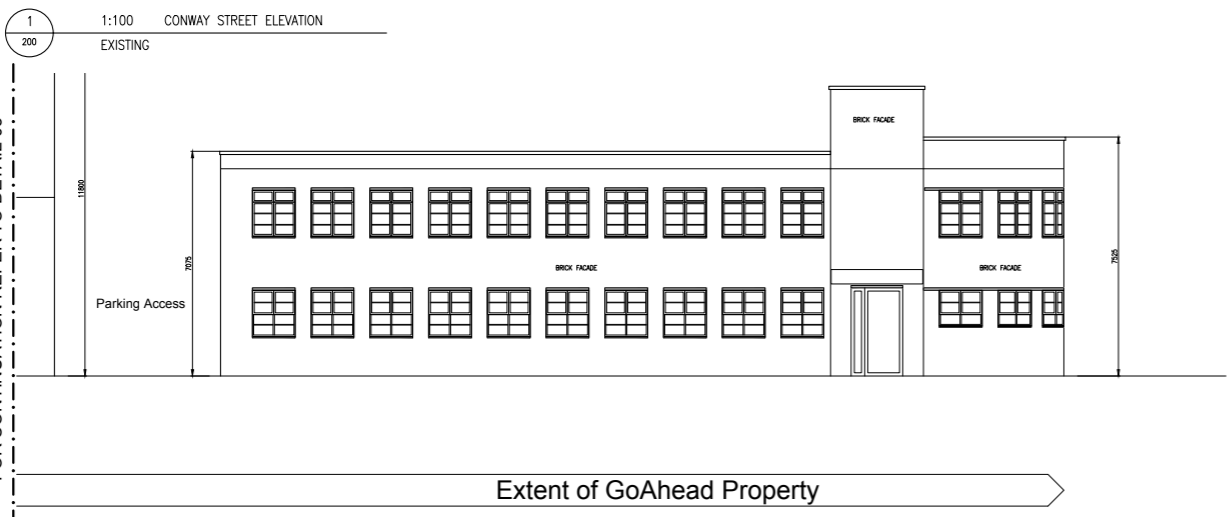 1
200
1:100 CONWAY STREET ELEVATION
EXISTING
BRICK FACADE
11800
7075
7525
BRICK FACADE
BRICK FACADE
Parking Access
Extent of GoAhead Property